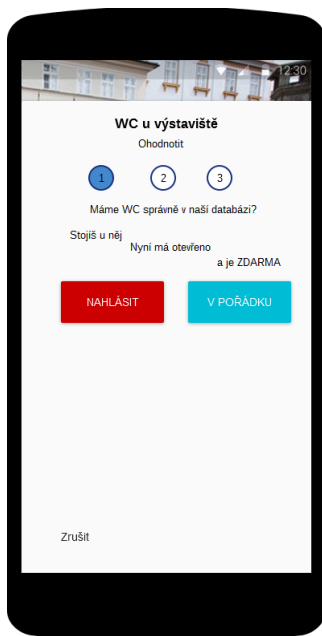 12:30
WC u výstaviště
Ohodnotit
1 2 3
Máme WC správně v naší databázi?
Stojíš u něj
Nyní má otevřeno
a je ZDARMA
NAHLÁSIT V POŘÁDKU
Zrušit